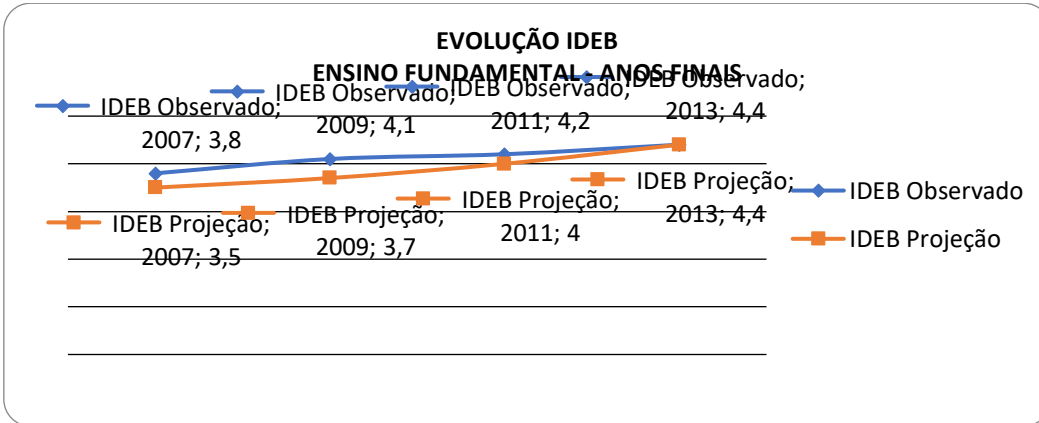 EVOLUÇÃO IDEB
ENSINO FUNDAMENTAL - ANOS FINAIS
IDEB Observado;
2007; 3,8
IDEB Observado;
2009; 4,1
IDEB Observado;
2011; 4,2
IDEB Observado;
2013; 4,4
IDEB Projeção;
2007; 3,5
IDEB Projeção;
2009; 3,7
IDEB Projeção;
2011; 4
IDEB Projeção;
2013; 4,4
IDEB Observado
IDEB Projeção